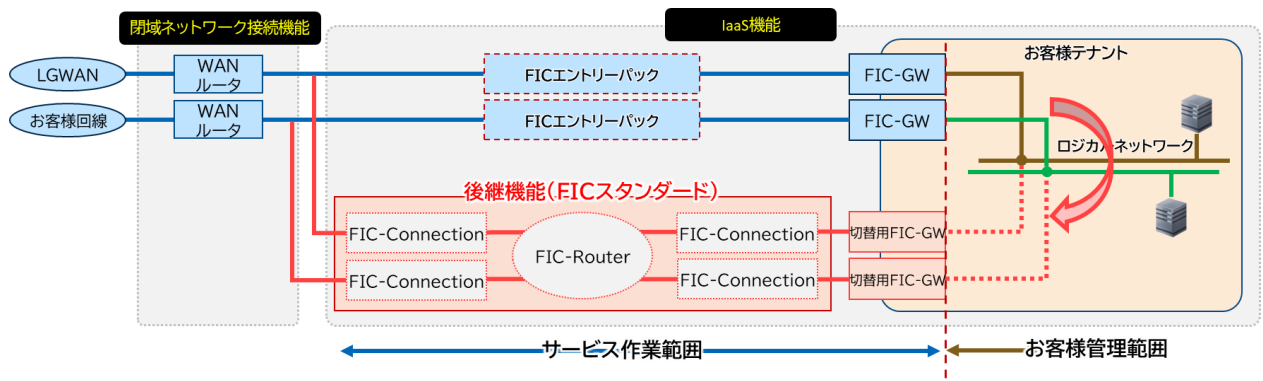 閉域ネットワーク接続機能
IaaS機能
お客様テナント
LGWAN
WAN
ルータ
FICエントリーパック
FIC-GW
お客様回線
WAN
ルータ
FICエントリーパック
FIC-GW
ロジカルネットワーク
後継機能(FICスタンダード)
FIC-Connection
FIC-Router
FIC-Connection
切替用FIC-GW
FIC-Connection
FIC-Connection
切替用FIC-GW
サービス作業範囲
お客様管理範囲